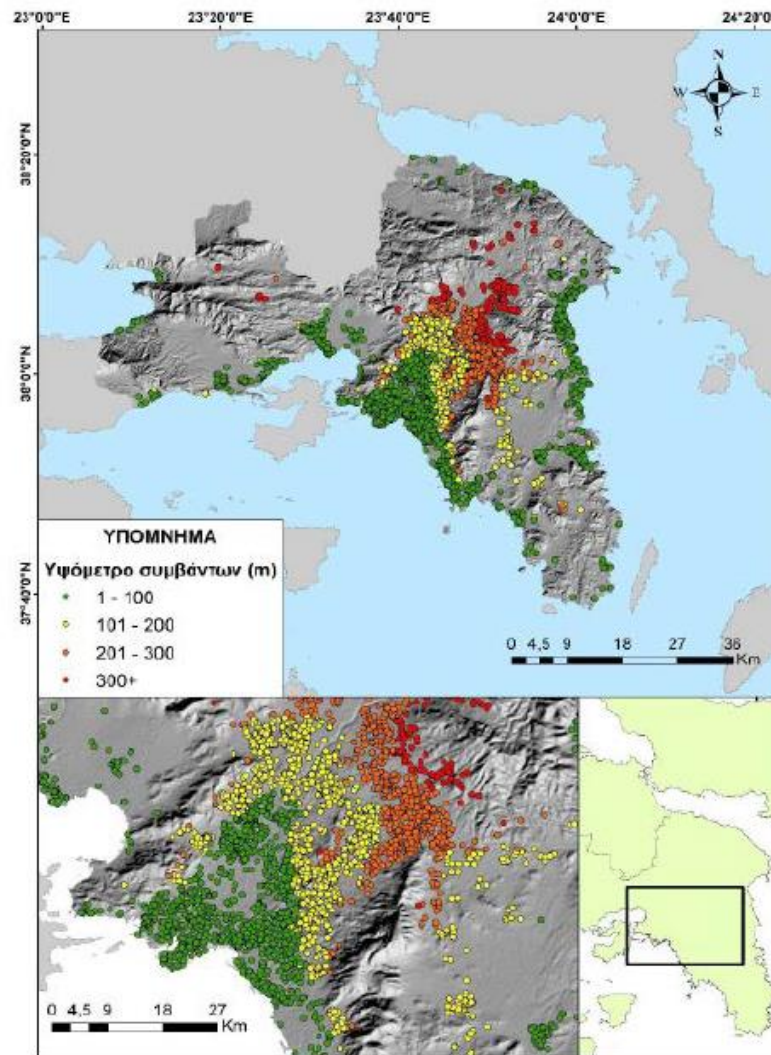 23°0'0"E 23°20'0"E 23°40'0"E 24°0'0"E 24°20'0"E
N
W E
S
38°20'0"N
38°0'0"N
37°40'0"N
ΥΠΟΜΝΗΜΑ
Υψόμετρο συμβάντων (m)
1 - 100
101 - 200
201 - 300
300+
0 4,5 9 18 27 36
Km
0 4,5 9 18 27
Km